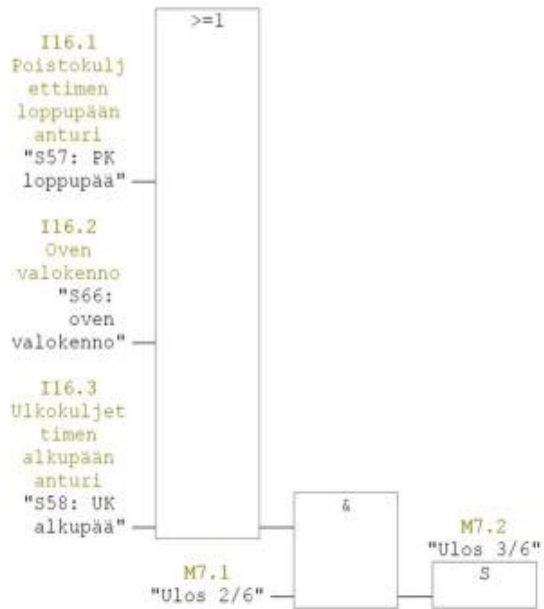 >=1
I16.1
Poistokulj
ettimen
loppupään
anturi
"S57: PK
loppupää"
I16.2
Oven
valokenno
"S66:
oven
valokenno"
I16.3
Ulkokuljet
timen
alkupään
anturi
"S58: UK
alkupää"
&
M7.1
"Ulos 2/6"
M7.2
"Ulos 3/6"
S